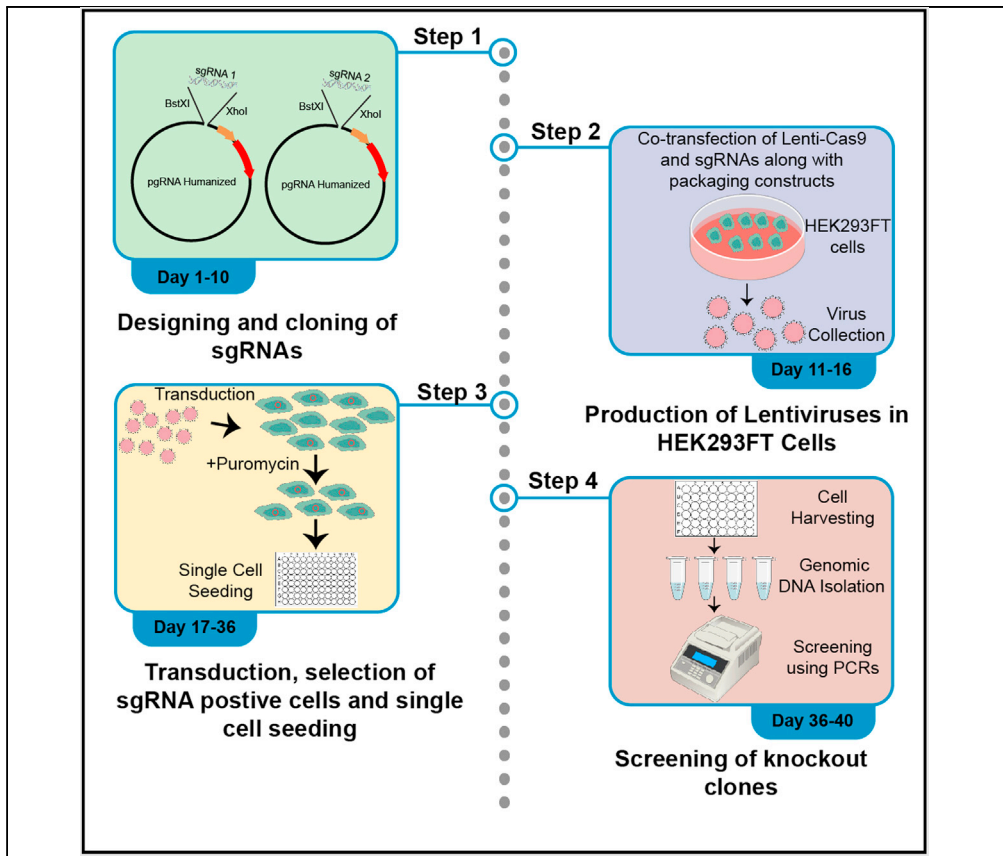 Step 1
sgRNA 1
BstXI
XhoI
pgRNA Humanized
sgRNA 2
BstXI
XhoI
pgRNA Humanized
Day 1-10
Designing and cloning of
sgRNAs
Step 2
Co-transfection of Lenti-Cas9
and sgRNAs along with
packaging constructs
HEK293FT
cells
Virus
Collection
Day 11-16
Production of Lentiviruses in
HEK293FT Cells
Step 3
Transduction
+Puromycin
Single Cell
Seeding
Day 17-36
Transduction, selection of
sgRNA postive cells and single
cell seeding
Step 4
Cell
Harvesting
Genomic
DNA Isolation
Screening
using PCRs
Day 36-40
Screening of knockout
clones